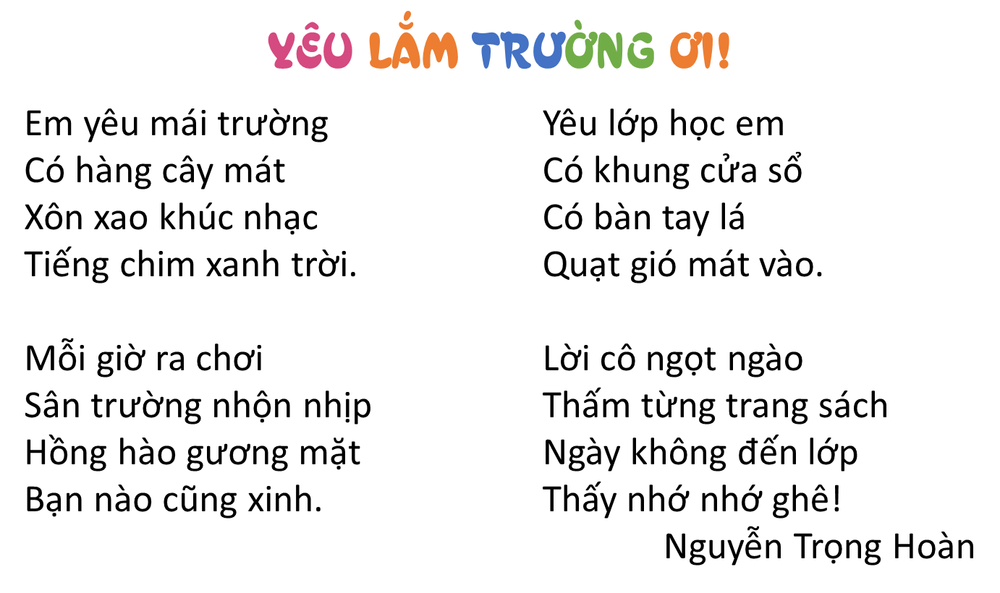 YÊU LẮM TRƯỜNG ƠI!
Em yêu mái trường
Có hàng cây mát
Xôn xao khúc nhạc
Tiếng chim xanh trời.
Mỗi giờ ra chơi
Sân trường nhộn nhịp
Hồng hào gương mặt
Bạn nào cũng xinh.
Yêu lớp học em
Có khung cửa sổ
Có bàn tay lá
Quạt gió mát vào.
Lời cô ngọt ngào
Thấm từng trang sách
Ngày không đến lớp
Thấy nhớ nhớ ghê!
Nguyễn Trọng Hoàn